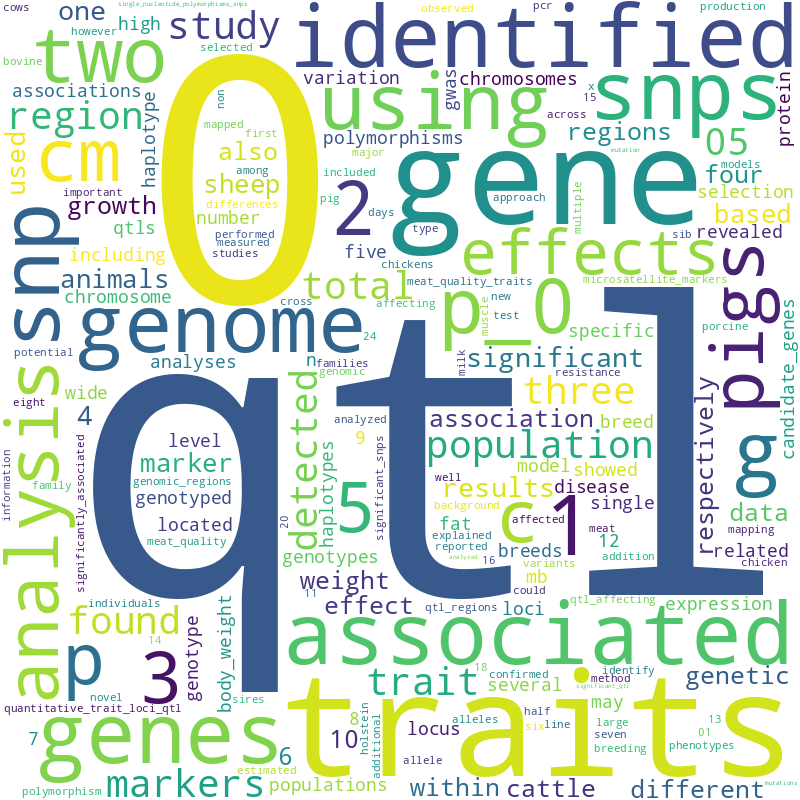 cows
one
single_nucleotide_polymorphisms_snps
however
high
study
selected
identified
observed
pcr
production
bovine
two
associations
region
used
cm
haplotype
0
non
mapped
first
also
among
sheep
differences
number
performed
measured
studies
variation
using
gwas
chromosomes
x
15
across
snps
protein
polymorphisms
regions
05
mutation
major
included
2
pig
days
five
type
chickens
gene
approach
multiple
four
models
selection
sib
revealed
based
important
growth
qtls
snp
including
animals
chromosome
genome
total
cross
meat_quality_traits
affecting
new
test
effects
microsatellite_markers
p_0
muscle
specific
porcine
pigs
candidate_genes
potential
analyses
wide
n
24
families
genomic
milk
significant
resistance
three
eight
4
analysis
level
marker
genomic_regions
genotyped
located
meat_quality
detected
haplotypes
analyzed
9
association
breed
population
model
showed
results
well
background
disease
g
respectively
data
information
family
significantly_associated
qtl
20
5
significant_snps
fat
explained
reported
analysed
c
affected
breeds
1
meat
single
12
addition
mapping
related
chicken
genotypes
weight
11
effect
16
mb
variants
could
loci
qtl_regions
qtl_affecting
expression
individuals
found
14
p
3
genotype
body_weight
associated
trait
18
confirmed
several
method
significant_qtl
identify
genetic
may
novel
sires
quantitative_trait_loci_qtl
7
genes
6
10
8
holstein
additional
locus
alleles
allele
half
six
line
seven
traits
large
01
13
breeding
phenotypes
polymorphism
markers
estimated
populations
within
cattle
different
mutations